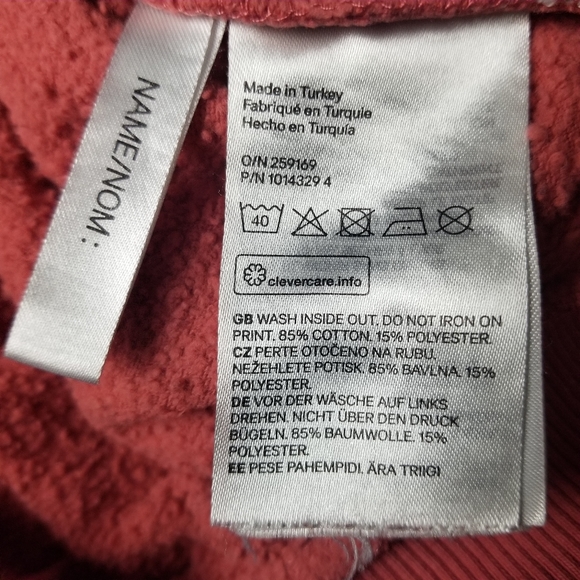 NAME/NOM:
Made in Turkey
Fabriqué en Turquie
Hecho en Turquía
O/N 259169
P/N 1014329 4
40
clevercare.info
GB WASH INSIDE OUT. DO NOT IRON ON
PRINT. 85% COTTON. 15% POLYESTER.
CZ PERTE OTOČENO NA RUBU.
NEŽEHLETE POTISK. 85% BAVLNA. 15%
POLYESTER.
DE VOR DER WÄSCHE AUF LINKS
DREHEN. NICHT ÜBER DEN DRUCK
BÜGELN. 85% BAUMWOLLE. 15%
POLYESTER.
EE PESE PAHEMPIDI. ÄRA TRIIGI